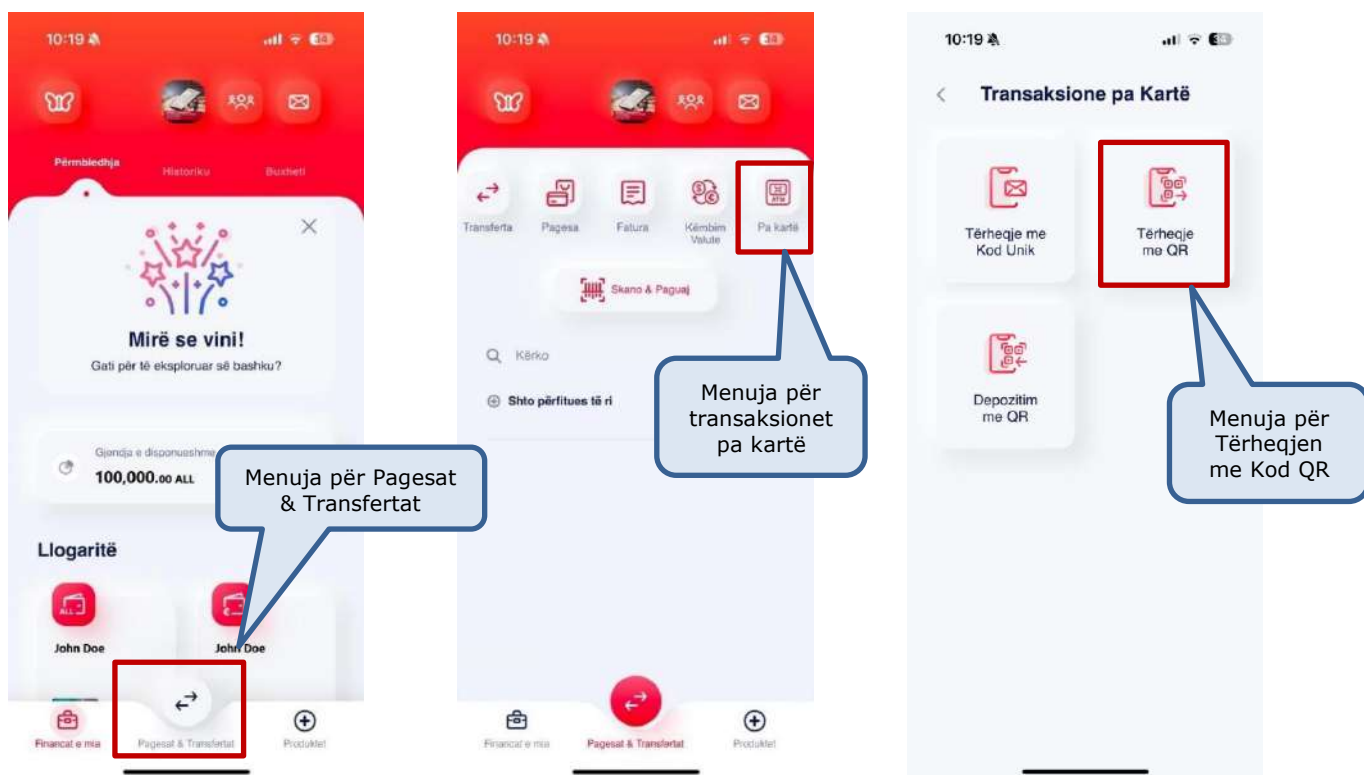 10:19
Përmbledhja
Historiku
Buxheti
Mirë se vini!
Gati për të eksploruar së bashku?
Gjendja e disponueshme
100,000.00 ALL
Menuja për Pagesat
& Transfertat
Llogaritë
ALL
€
John Doe
John Doe
Financat e mia
Pagesat & Transfertat
Produktet
10:19
Transferta
Pagesa
Fatura
Këmbim
Valute
ATM
Pa kartë
Skano & Paguaj
Kërko
Shto përfitues të ri
Menuja për
transaksionet
pa kartë
Financat e mia
Pagesat & Transfertat
Produktet
10:19
Transaksione pa Kartë
Tërheqje me
Kod Unik
Tërheqje
me QR
Depozitim
me QR
Menuja për
Tërheqjen
me Kod QR